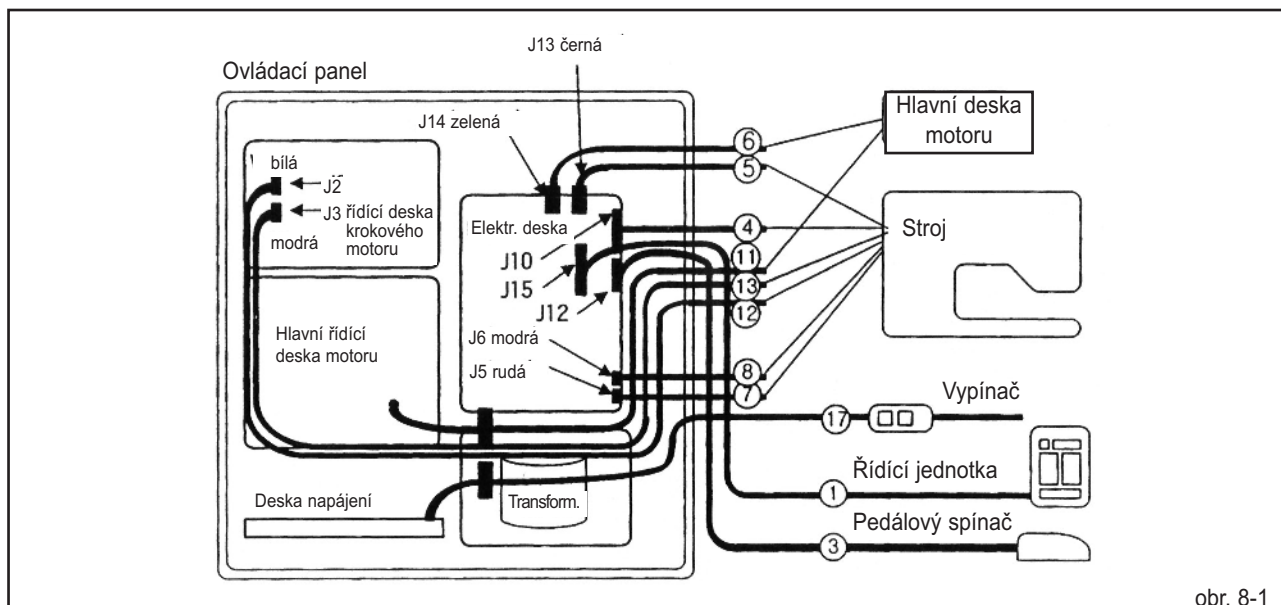 J13 černá
Ovládací panel
J14 zelená
Hlavní deska
motoru
6
5
bílá
J2
J3 řídící deska
krokového
motoru
modrá
Elektr. deska
4
Stroj
J10
11
J15
13
J12
12
Hlavní řídící
deska motoru
J6 modrá
8
J5 rudá
7
Vypínač
17
Řídící jednotka
1
Deska napájení
Transform.
Pedálový spínač
3
obr. 8-1